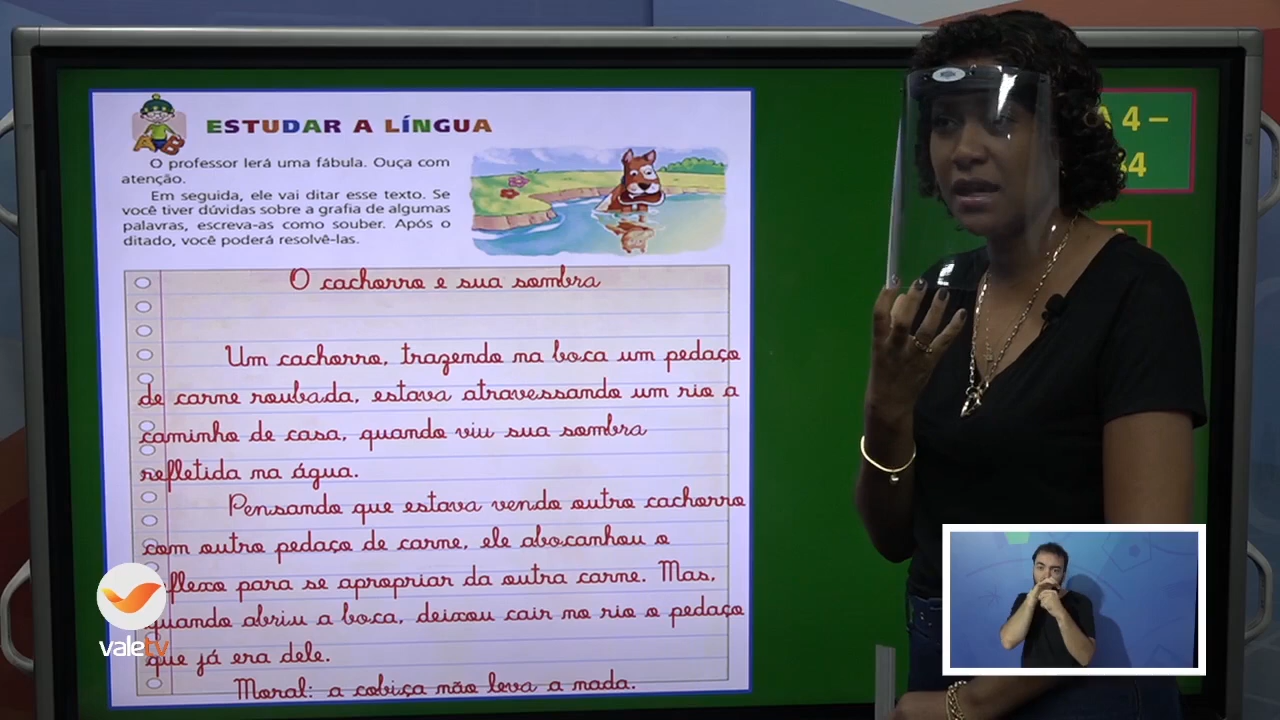 ESTUDAR A LÍNGUA
O professor lerá uma fábula. Ouça com
atenção.
Em seguida, ele vai ditar esse texto. Se
você tiver dúvidas sobre a grafia de algumas
palavras, escreva-as como souber. Após o
ditado, você poderá resolvê-las.
O cachorro e sua sombra
Um cachorro, trazendo na boca um pedaço
de carne roubada, estava atravessando um rio a
caminho de casa, quando viu sua sombra
refletida na água.
Pensando que estava vendo outro cachorro
com outro pedaço de carne, ele abocanhou o
reflexo para se apropriar da outra carne. Mas,
quando abriu a boca, deixou cair no rio o pedaço
que já era dele.
Moral: a cobiça não leva a nada.
A 4 –
4
AB
valetv